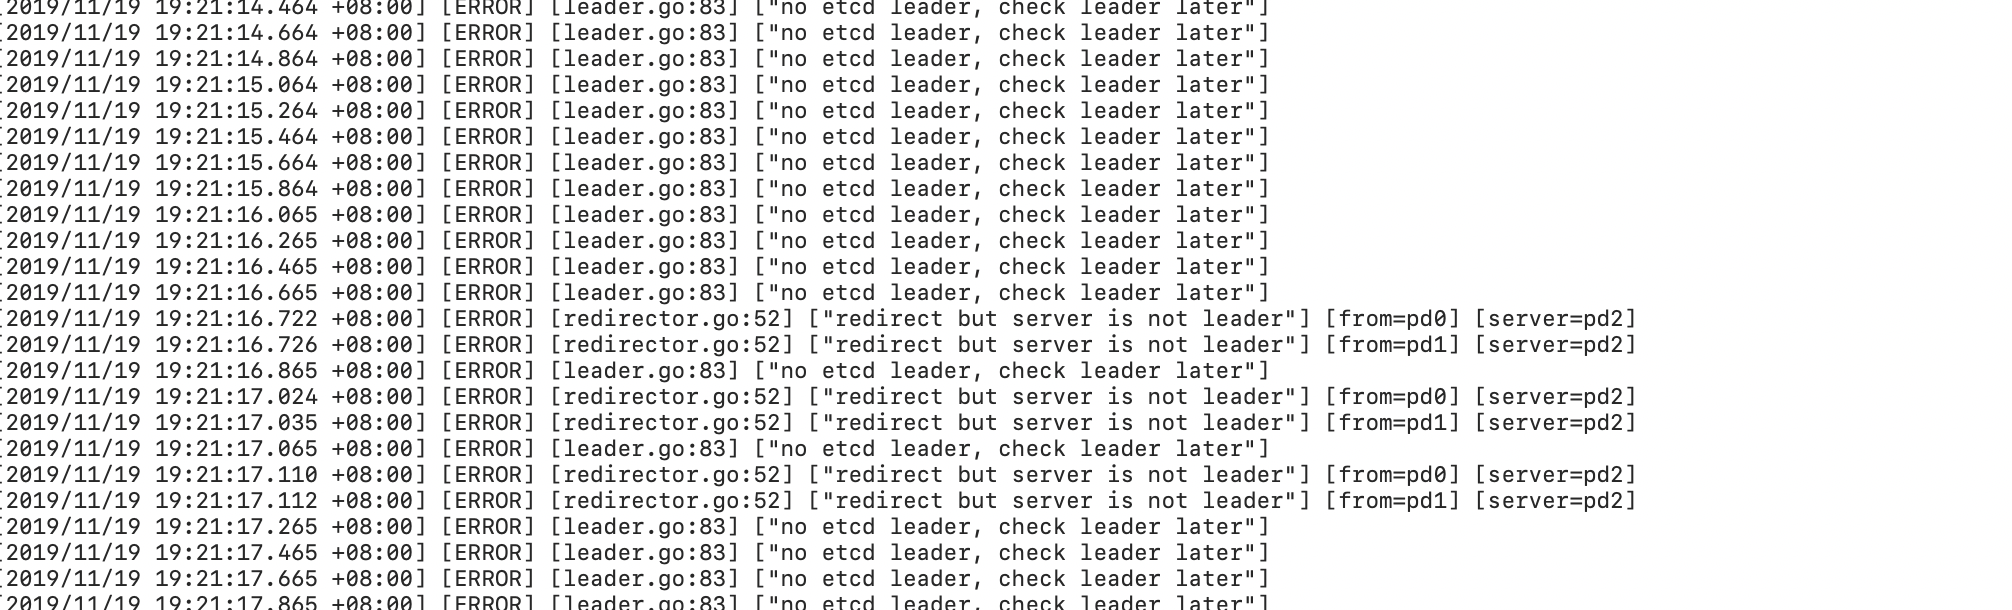 [2019/11/19 19:21:14.464 +08:00] [ERROR] [leader.go:83] ["no etcd leader, check leader later"]
[2019/11/19 19:21:14.664 +08:00] [ERROR] [leader.go:83] ["no etcd leader, check leader later"]
[2019/11/19 19:21:14.864 +08:00] [ERROR] [leader.go:83] ["no etcd leader, check leader later"]
[2019/11/19 19:21:15.064 +08:00] [ERROR] [leader.go:83] ["no etcd leader, check leader later"]
[2019/11/19 19:21:15.264 +08:00] [ERROR] [leader.go:83] ["no etcd leader, check leader later"]
[2019/11/19 19:21:15.464 +08:00] [ERROR] [leader.go:83] ["no etcd leader, check leader later"]
[2019/11/19 19:21:15.664 +08:00] [ERROR] [leader.go:83] ["no etcd leader, check leader later"]
[2019/11/19 19:21:15.864 +08:00] [ERROR] [leader.go:83] ["no etcd leader, check leader later"]
[2019/11/19 19:21:16.065 +08:00] [ERROR] [leader.go:83] ["no etcd leader, check leader later"]
[2019/11/19 19:21:16.265 +08:00] [ERROR] [leader.go:83] ["no etcd leader, check leader later"]
[2019/11/19 19:21:16.465 +08:00] [ERROR] [leader.go:83] ["no etcd leader, check leader later"]
[2019/11/19 19:21:16.665 +08:00] [ERROR] [leader.go:83] ["no etcd leader, check leader later"]
[2019/11/19 19:21:16.722 +08:00] [ERROR] [redirector.go:52] ["redirect but server is not leader"] [from=pd0] [server=pd2]
[2019/11/19 19:21:16.726 +08:00] [ERROR] [redirector.go:52] ["redirect but server is not leader"] [from=pd1] [server=pd2]
[2019/11/19 19:21:16.865 +08:00] [ERROR] [leader.go:83] ["no etcd leader, check leader later"]
[2019/11/19 19:21:17.024 +08:00] [ERROR] [redirector.go:52] ["redirect but server is not leader"] [from=pd0] [server=pd2]
[2019/11/19 19:21:17.035 +08:00] [ERROR] [redirector.go:52] ["redirect but server is not leader"] [from=pd1] [server=pd2]
[2019/11/19 19:21:17.065 +08:00] [ERROR] [leader.go:83] ["no etcd leader, check leader later"]
[2019/11/19 19:21:17.110 +08:00] [ERROR] [redirector.go:52] ["redirect but server is not leader"] [from=pd0] [server=pd2]
[2019/11/19 19:21:17.112 +08:00] [ERROR] [redirector.go:52] ["redirect but server is not leader"] [from=pd1] [server=pd2]
[2019/11/19 19:21:17.265 +08:00] [ERROR] [leader.go:83] ["no etcd leader, check leader later"]
[2019/11/19 19:21:17.465 +08:00] [ERROR] [leader.go:83] ["no etcd leader, check leader later"]
[2019/11/19 19:21:17.665 +08:00] [ERROR] [leader.go:83] ["no etcd leader, check leader later"]
[2019/11/19 19:21:17.865 +08:00] [ERROR] [leader.go:83] ["no etcd leader, check leader later"]